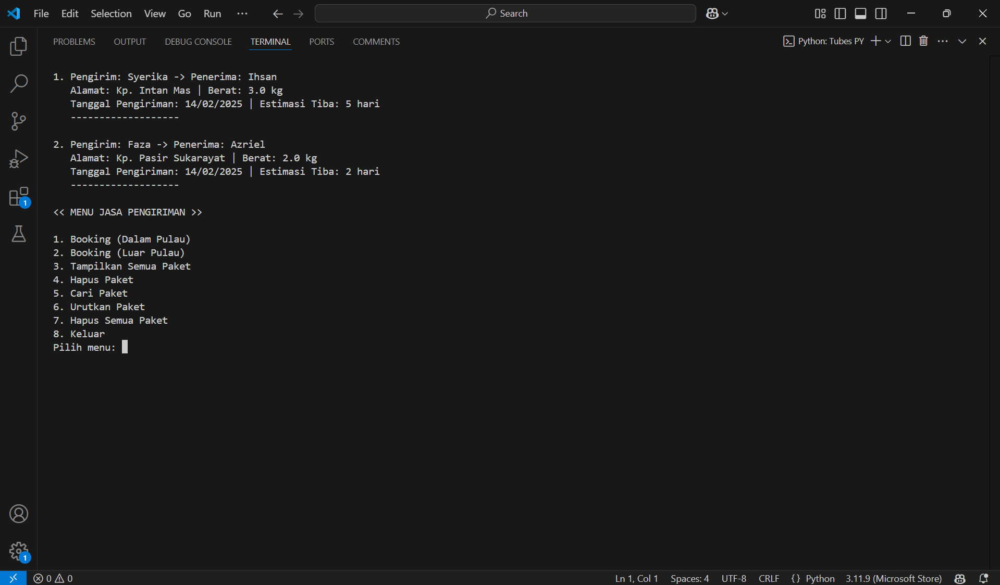 File Edit Selection View Go Run ··· Search
PROBLEMS OUTPUT DEBUG CONSOLE TERMINAL PORTS COMMENTS Python: Tubes PY
1. Pengirim: Syerika -> Penerima: Ihsan
Alamat: Kp. Intan Mas | Berat: 3.0 kg
Tanggal Pengiriman: 14/02/2025 | Estimasi Tiba: 5 hari
-------------------
2. Pengirim: Faza -> Penerima: Azriel
Alamat: Kp. Pasir Sukarayat | Berat: 2.0 kg
Tanggal Pengiriman: 14/02/2025 | Estimasi Tiba: 2 hari
-------------------
<< MENU JASA PENGIRIMAN >>
1. Booking (Dalam Pulau)
2. Booking (Luar Pulau)
3. Tampilkan Semua Paket
4. Hapus Paket
5. Cari Paket
6. Urutkan Paket
7. Hapus Semua Paket
8. Keluar
Pilih menu:
1
1
0 0 Ln 1, Col 1 Spaces: 4 UTF-8 CRLF {} Python 3.11.9 (Microsoft Store)